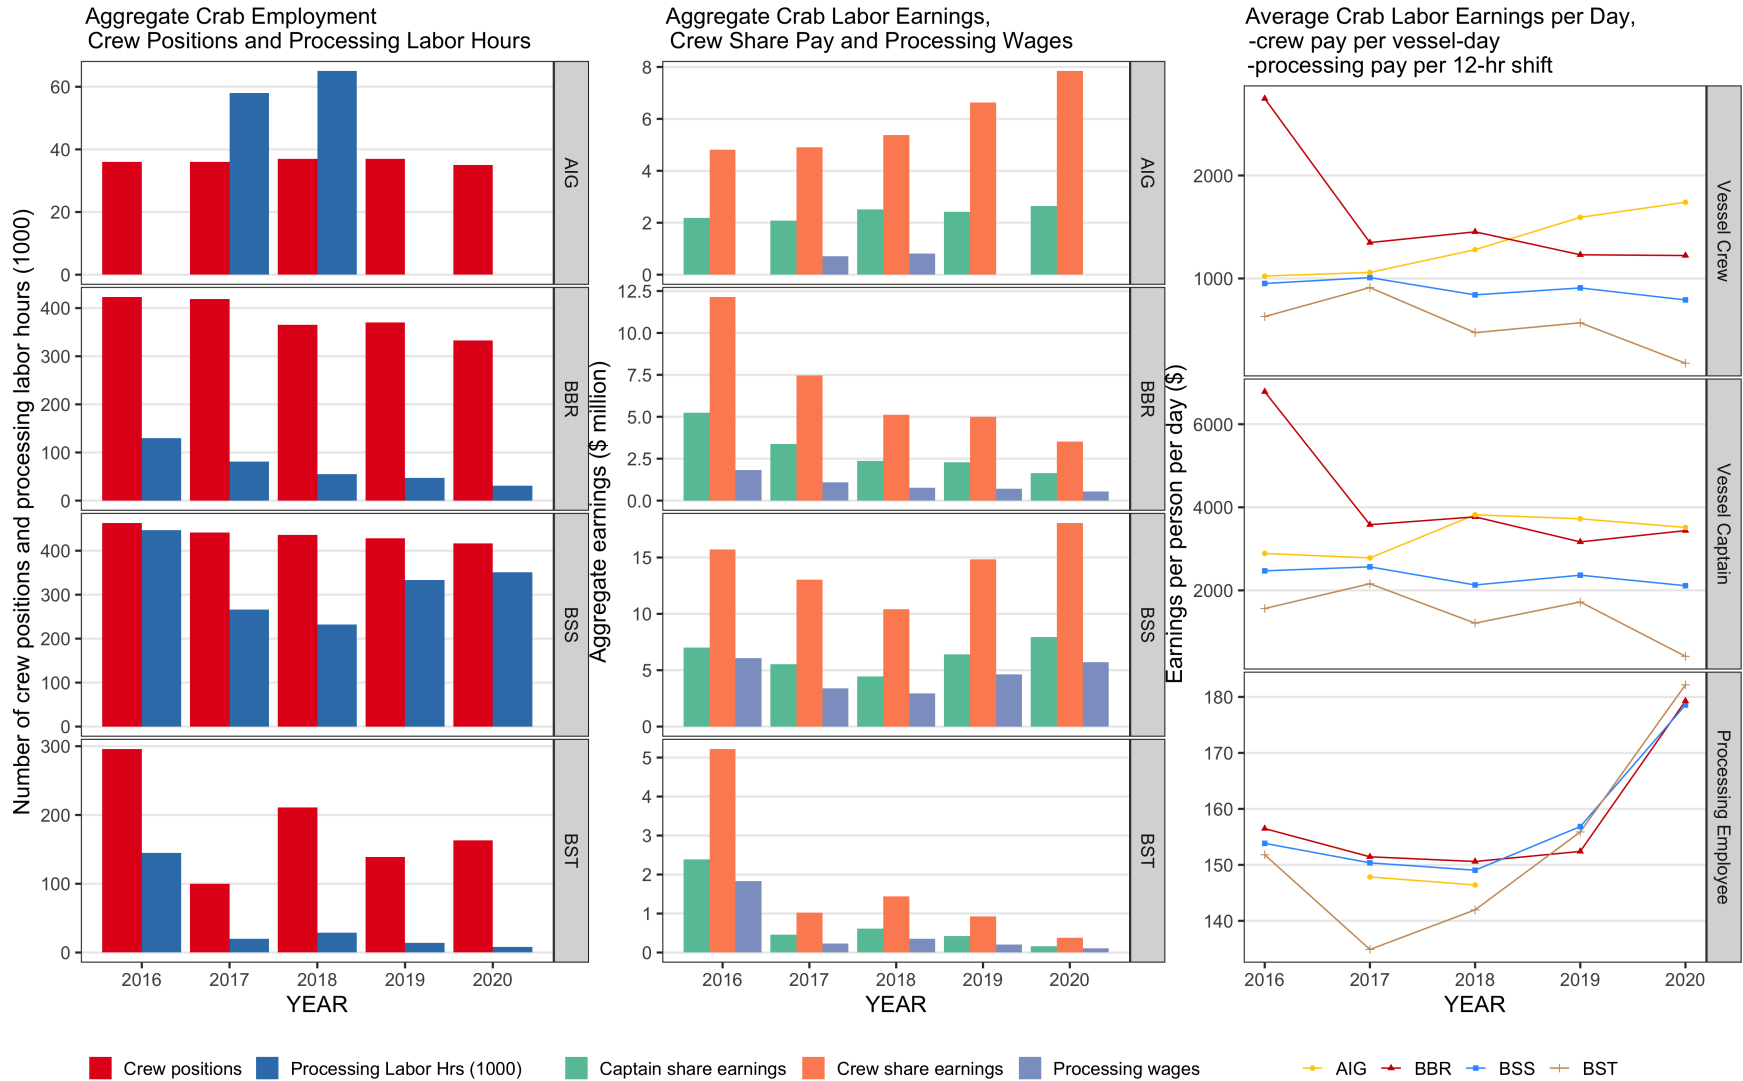 Aggregate Crab Employment
Crew Positions and Processing Labor Hours
Number of crew positions and processing labor hours (1000)
60
40
20
0
AIG
400
300
200
100
0
BBR
400
300
200
100
0
BSS
300
200
100
0
BST
2016 2017 2018 2019 2020
YEAR
Aggregate Crab Labor Earnings,
Crew Share Pay and Processing Wages
Aggregate earnings ($ million)
8
6
4
2
0
AIG
12.5
10.0
7.5
5.0
2.5
0.0
BBR
15
10
5
0
BSS
5
4
3
2
1
0
BST
2016 2017 2018 2019 2020
YEAR
Average Crab Labor Earnings per Day,
-crew pay per vessel-day
-processing pay per 12-hr shift
Earnings per person per day ($)
2000
1000
Vessel Crew
6000
4000
2000
Vessel Captain
180
170
160
150
140
Processing Employee
2016 2017 2018 2019 2020
YEAR
Crew positions Processing Labor Hrs (1000) Captain share earnings Crew share earnings Processing wages AIG BBR BSS BST